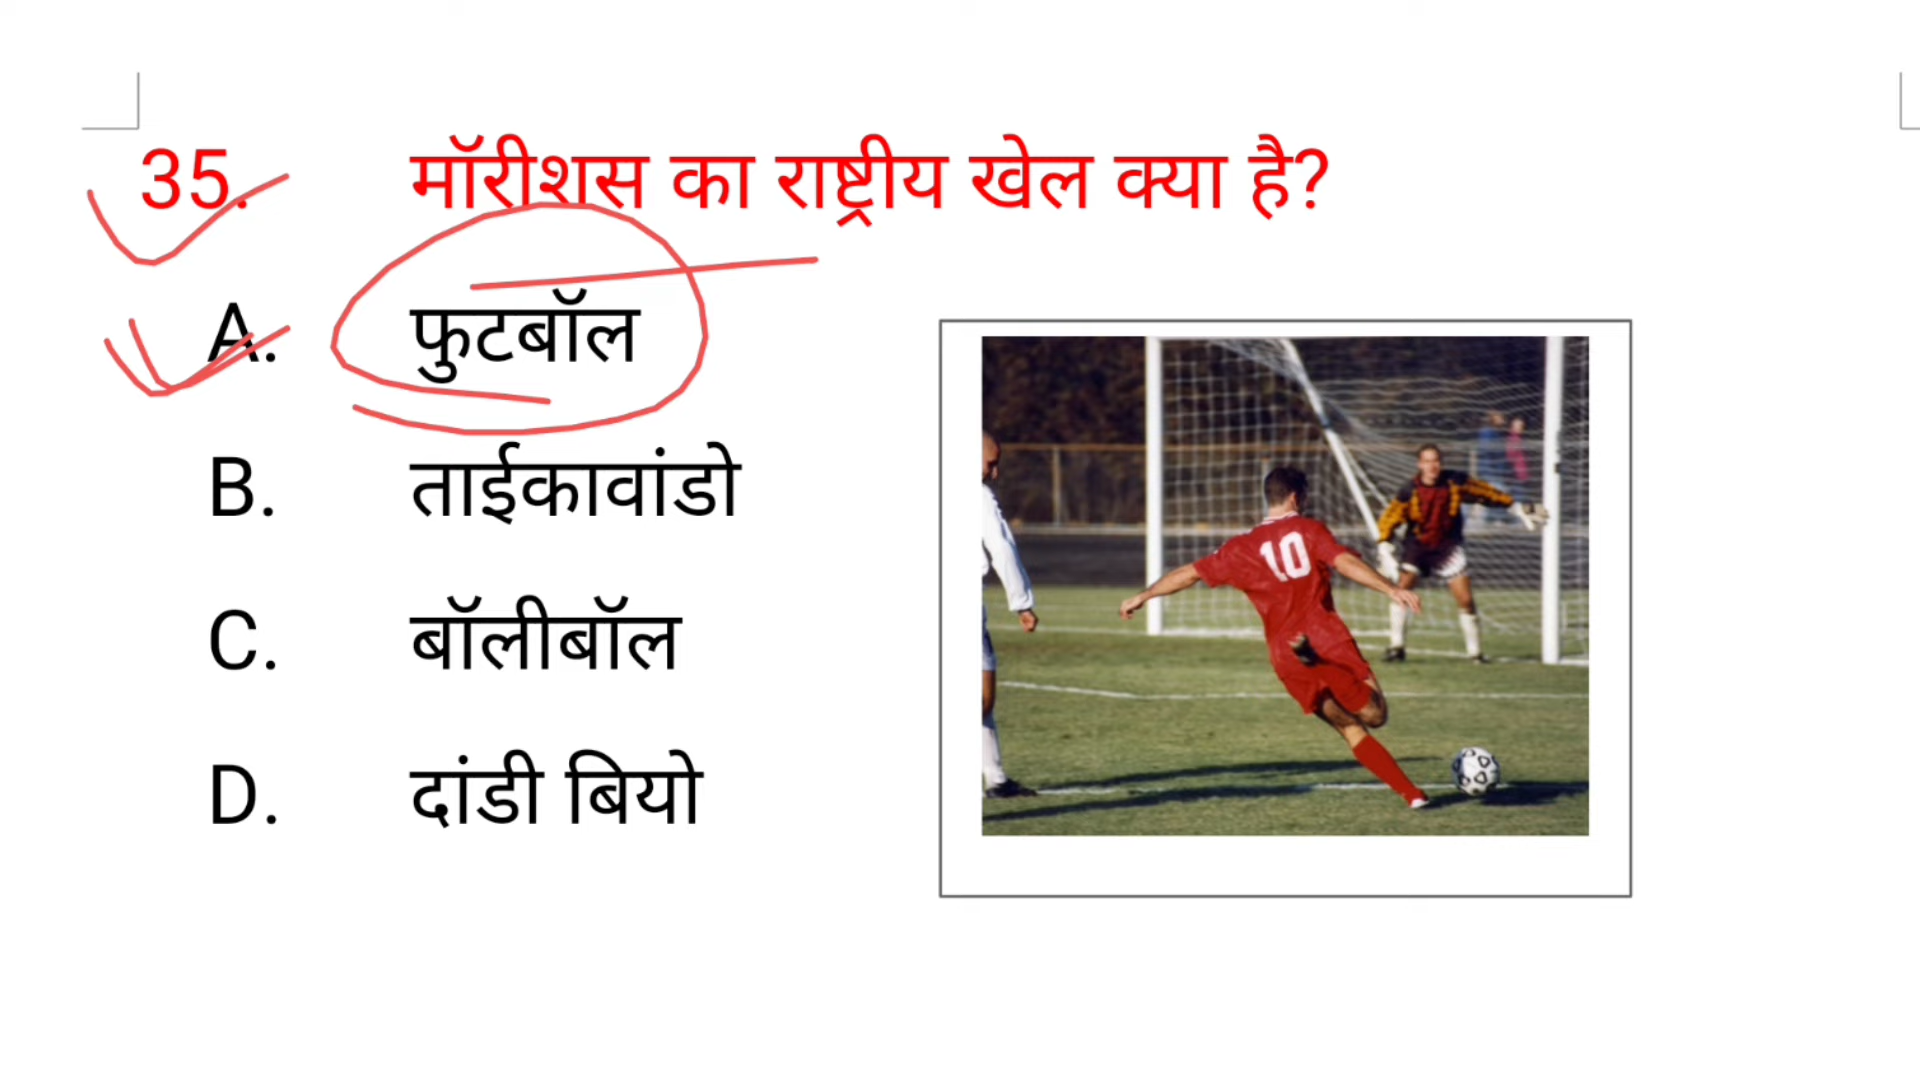 35. मॉरीशस का राष्ट्रीय खेल क्या है?
A. फुटबॉल
B. ताईकावांडो
C. बॉलीबॉल
D. दांडी बियो
10